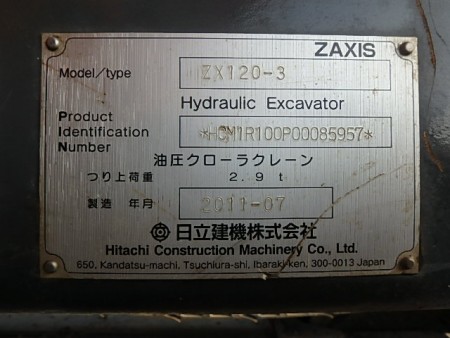 ZAXIS
Model/type ZX120-3
Hydraulic Excavator
Product
Identification *HCM1R100P00085957*
Number
油圧クローラクレーン
つり上荷重 2.9 t
製造 年月 2011-07
日立建機株式会社
Hitachi Construction Machinery Co., Ltd.
650, Kandatsu-machi, Tsuchiura-shi, Ibaraki-ken, 300-0013 Japan